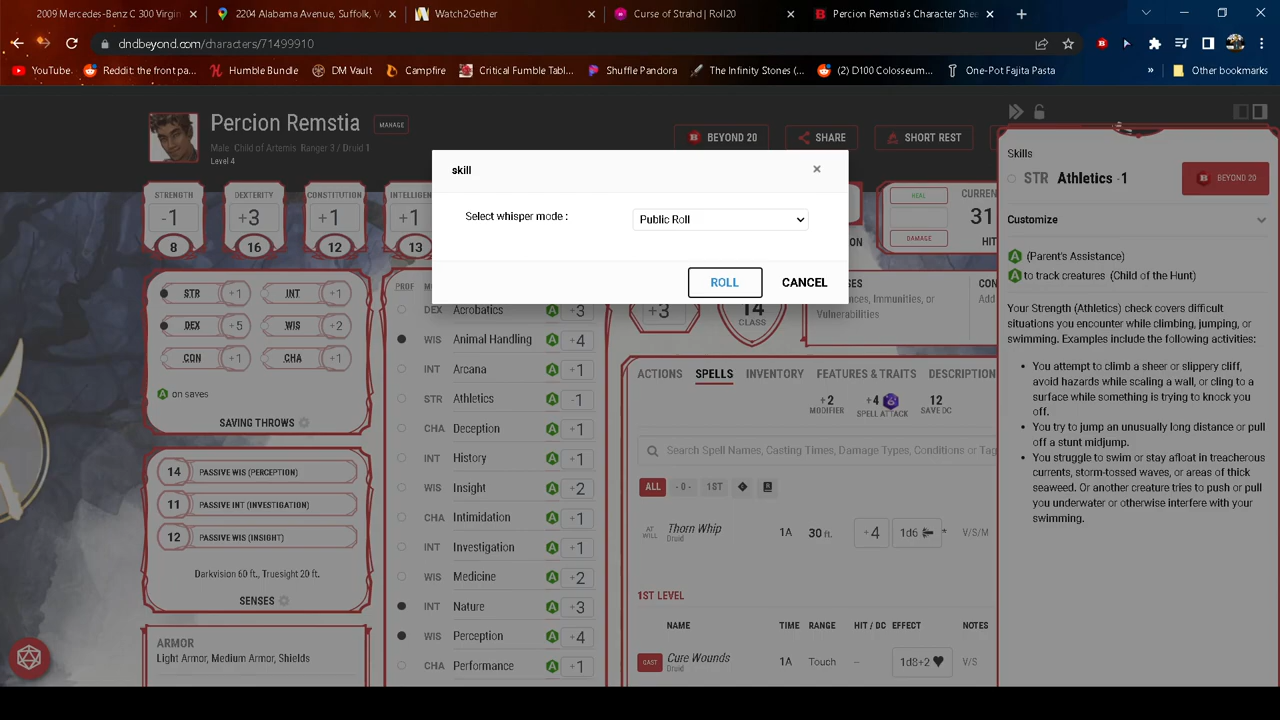 2009 Mercedes-Benz C 300 Virgin
2204 Alabama Avenue, Suffolk, V
Watch2Gether
Curse of Strahd | Roll20
Percion Remstia's Character She
dndbeyond.com/characters/71499910
YouTube
Reddit: the front pa...
Humble Bundle
DM Vault
Campfire
Critical Fumble Tabl...
Shuffle Pandora
The Infinity Stones (...
(2) D100 Colosseum...
One-Pot Fajita Pasta
»
Other bookmarks
Percion Remstia
MANAGE
Male Child of Artemis Ranger 3 / Druid 1
Level 4
BEYOND 20
SHARE
SHORT REST
STRENGTH
-1
8
DEXTERITY
+3
16
CONSTITUTION
+1
12
INTELLIGEN
+1
13
HEAL
DAMAGE
CURREN
31
HIT
skill
×
Select whisper mode :
Public Roll
ROLL
CANCEL
STR +1
INT +1
DEX +5
WIS +2
CON +1
CHA +1
A on saves
SAVING THROWS
14 PASSIVE WIS (PERCEPTION)
11 PASSIVE INT (INVESTIGATION)
12 PASSIVE WIS (INSIGHT)
Darkvision 60 ft., Truesight 20 ft.
SENSES
ARMOR
Light Armor, Medium Armor, Shields
PROF
DEX Acrobatics A +3
WIS Animal Handling A +4
INT Arcana A +1
STR Athletics A -1
CHA Deception A +1
INT History A +1
WIS Insight A +2
CHA Intimidation A +1
INT Investigation A +1
WIS Medicine A +2
INT Nature A +3
WIS Perception A +4
CHA Performance A +1
+3
14
CLASS
ances, Immunities, or
Vulnerabilities
CON
Add
ACTIONS
SPELLS
INVENTORY
FEATURES & TRAITS
DESCRIPTION
+2
MODIFIER
+4
SPELL ATTACK
12
SAVE DC
Search Spell Names, Casting Times, Damage Types, Conditions or Tag
ALL
- 0 -
1ST
AT WILL
Thorn Whip
Druid
1A
30 ft.
+4
1d6
*
V/S/M
1ST LEVEL
NAME
TIME
RANGE
HIT / DC
EFFECT
NOTES
CAST
Cure Wounds
Druid
1A
Touch
--
1d8+2
V/S
Skills
STR Athletics -1
BEYOND 20
Customize
A (Parent's Assistance)
A to track creatures (Child of the Hunt)
Your Strength (Athletics) check covers difficult
situations you encounter while climbing, jumping, or
swimming. Examples include the following activities:
• You attempt to climb a sheer or slippery cliff,
avoid hazards while scaling a wall, or cling to a
surface while something is trying to knock you
off.
• You try to jump an unusually long distance or pull
off a stunt midjump.
• You struggle to swim or stay afloat in treacherous
currents, storm-tossed waves, or areas of thick
seaweed. Or another creature tries to push or pull
you underwater or otherwise interfere with your
swimming.